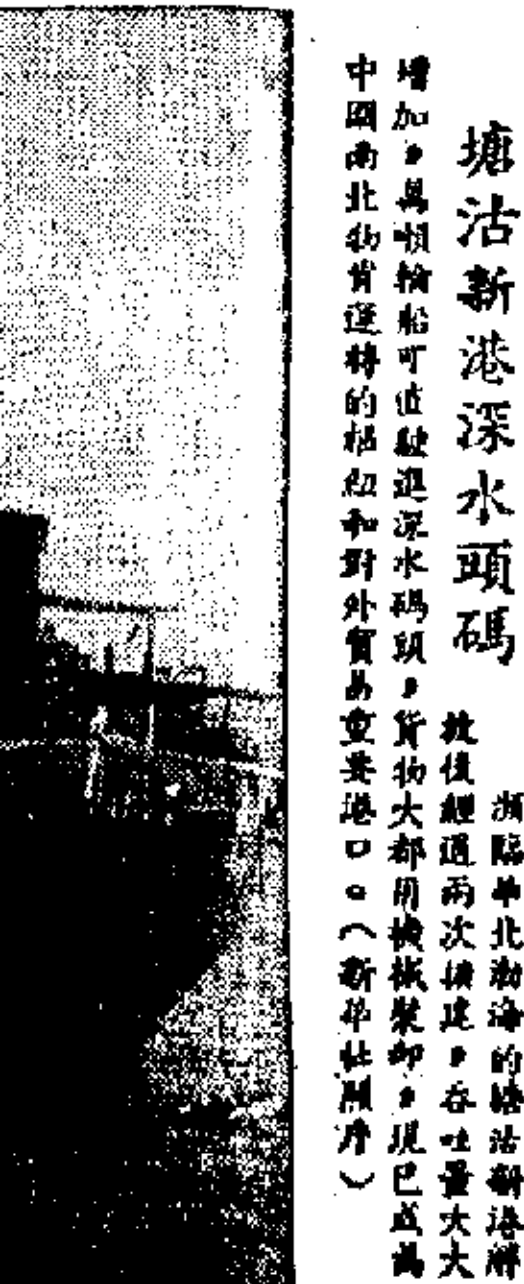 塘沽新港深水頭碼
瀕臨華北渤海的塘沽新港解
放後經過兩次擴建，吞吐量大大
增加，萬噸輪船可直駛進深水碼頭，貨物大都用機械裝卸，現已成為
中國南北物資運轉的樞紐和對外貿易重要港口。（新華社照片）